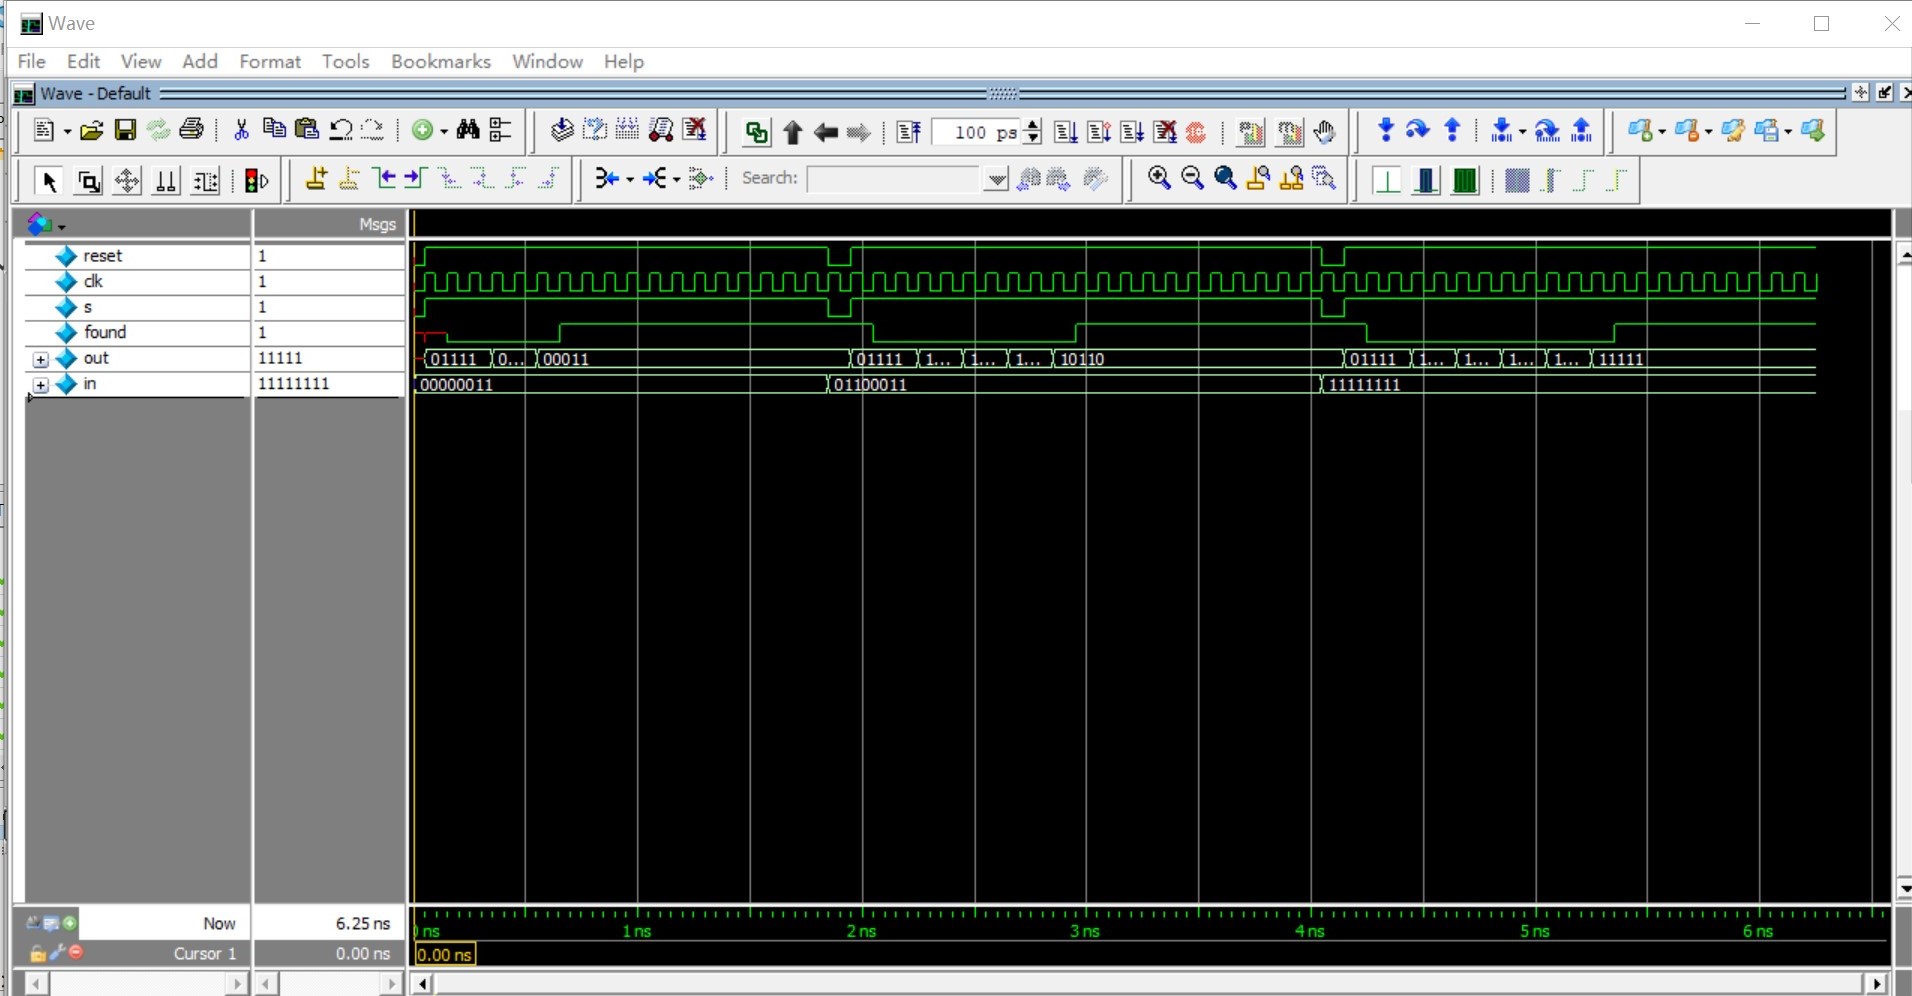 Wave
File Edit View Add Format Tools Bookmarks Window Help
Wave - Default
100 ps
Search:
Msgs
reset 1
clk 1
s 1
found 1
out 11111 01111 0... 00011 01111 1... 1... 1... 10110 01111 1... 1... 1... 1... 11111
in 11111111 00000011 01100011 11111111
Now 6.25 ns
ns 1 ns 2 ns 3 ns 4 ns 5 ns 6 ns
Cursor 1 0.00 ns 0.00 ns